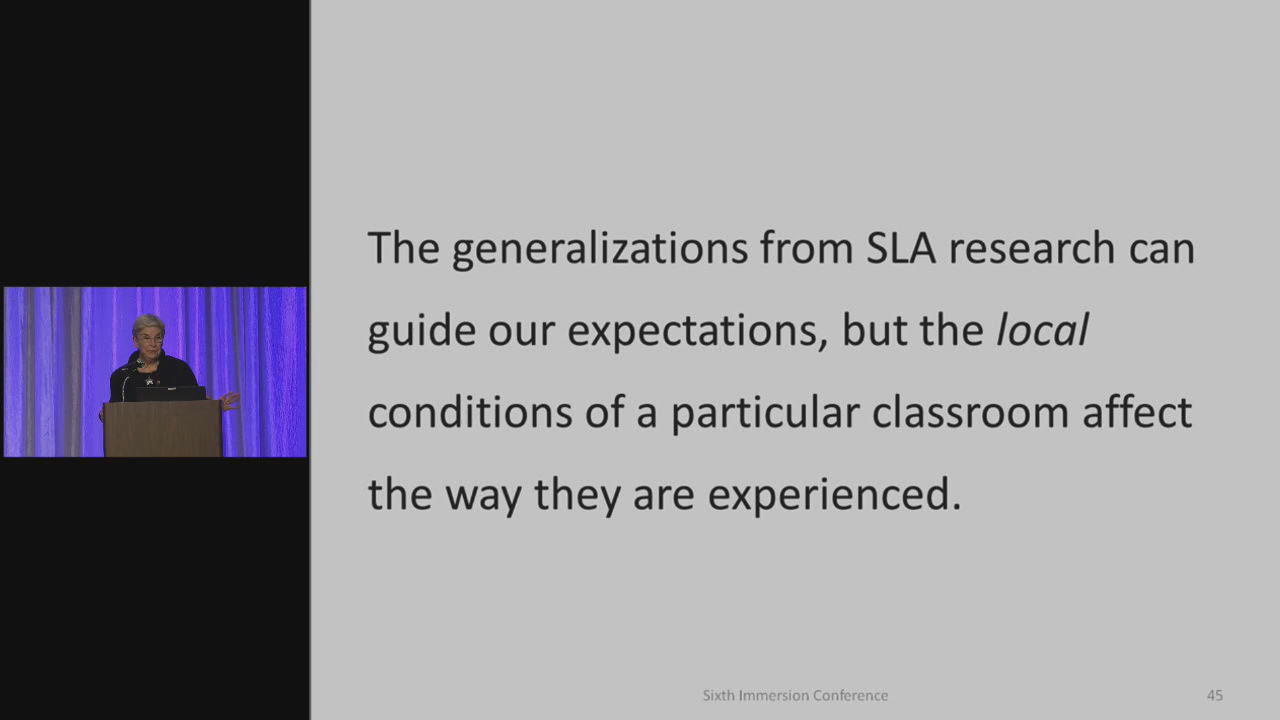 The generalizations from SLA research can
guide our expectations, but the local
conditions of a particular classroom affect
the way they are experienced.
Sixth Immersion Conference
45